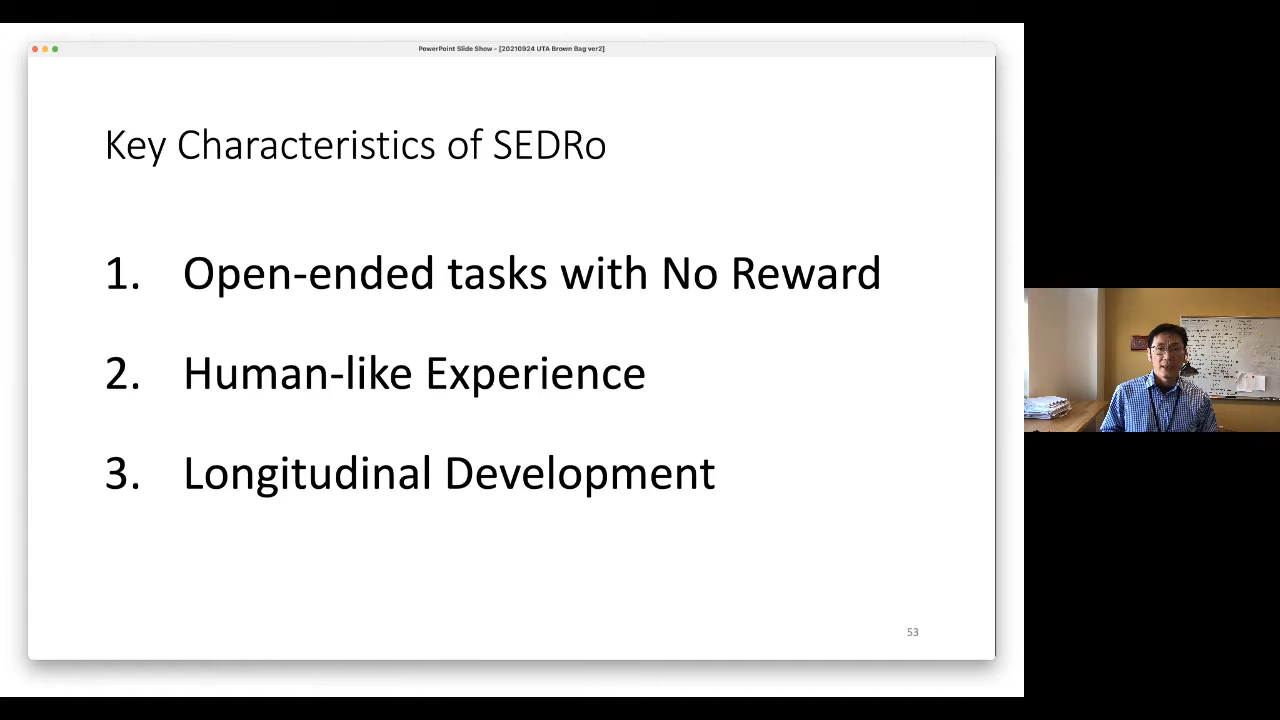 PowerPoint Slide Show - [20210924 UTA Brown Bag ver2]
Key Characteristics of SEDRo
1. Open-ended tasks with No Reward
2. Human-like Experience
3. Longitudinal Development
53